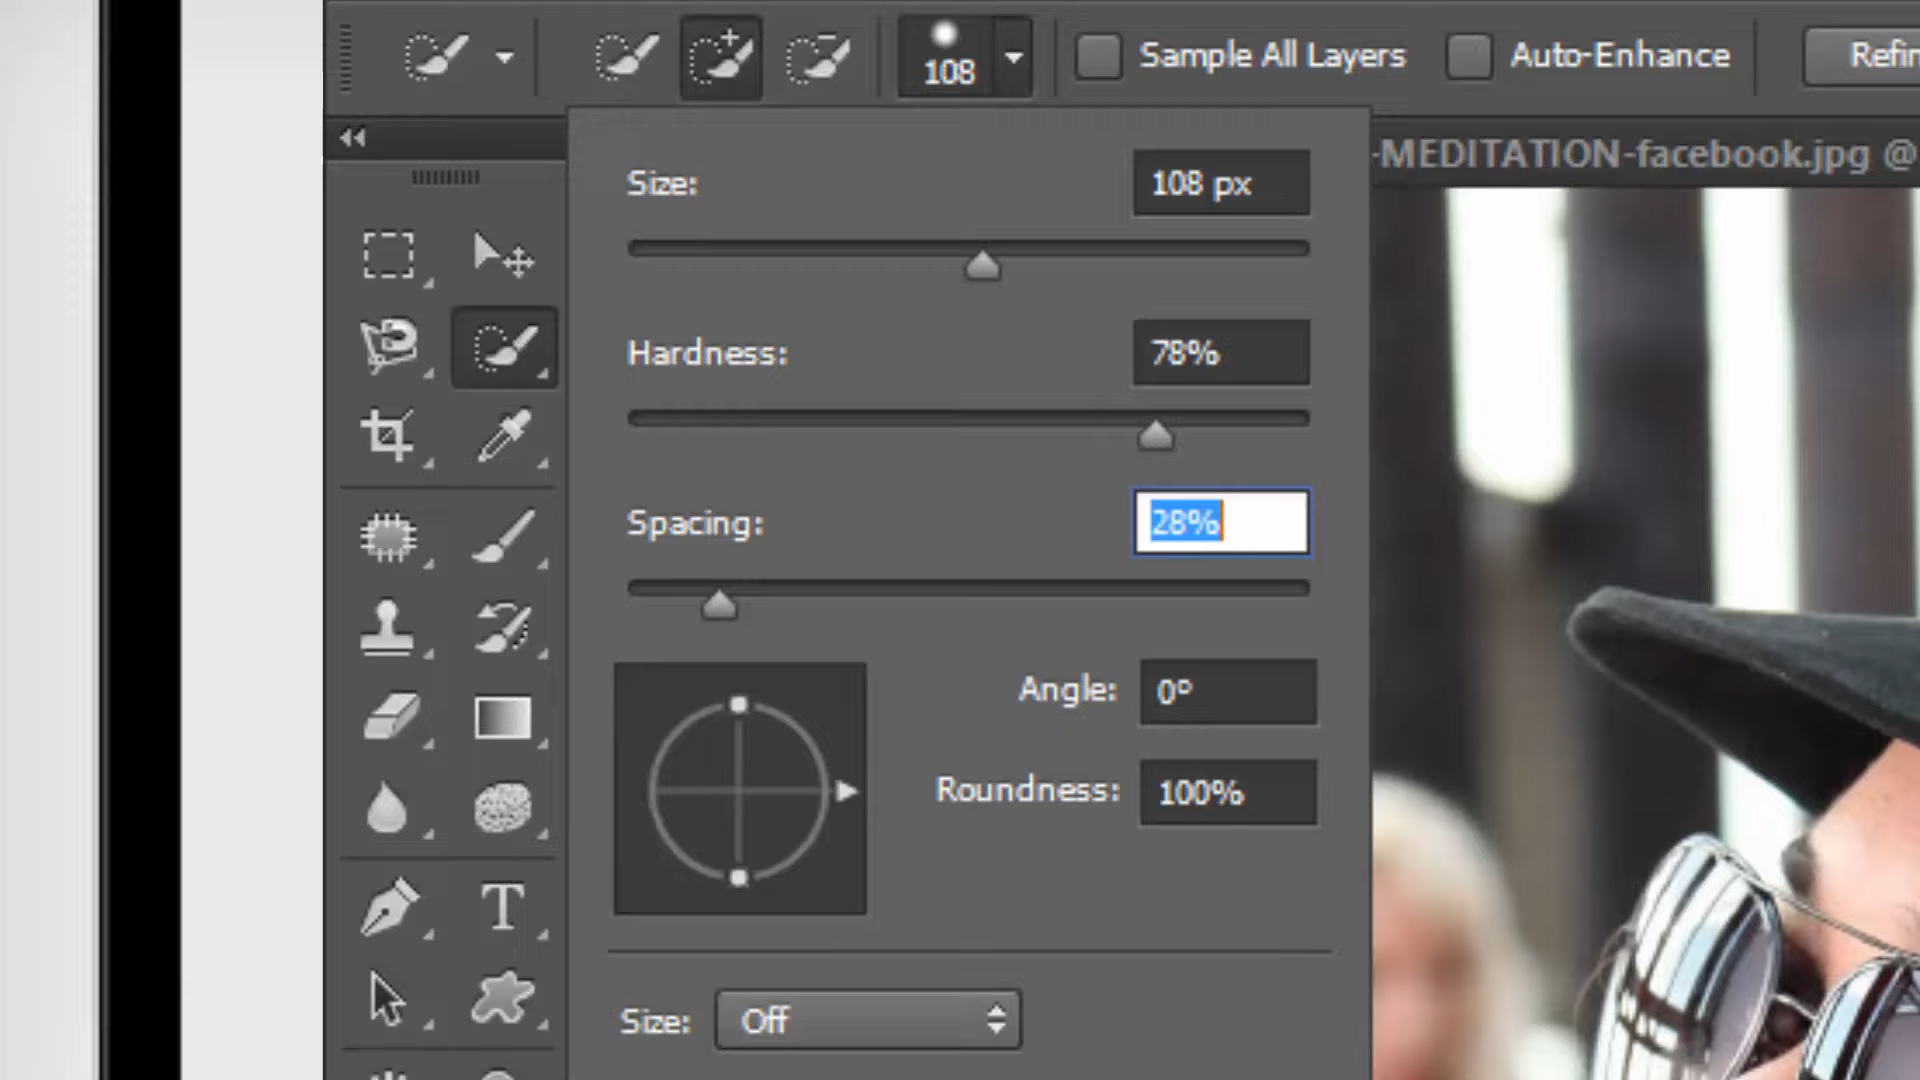 108
Sample All Layers
Auto-Enhance
Refin
-MEDITATION-facebook.jpg @
Size:
108 px
Hardness:
78%
Spacing:
28%
Angle:
0º
Roundness:
100%
T
Size:
Off